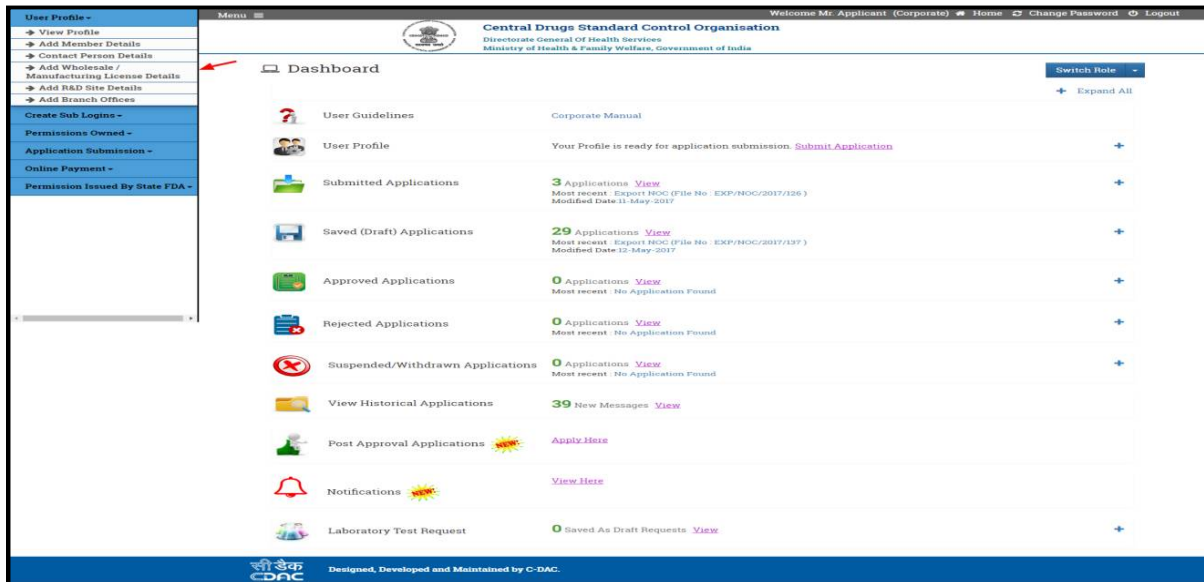 User Profile
View Profile
Add Member Details
Contact Person Details
Add Wholesale /
Manufacturing License Details
Add R&D Site Details
Add Branch Offices
Create Sub Logins
Permissions Owned
Application Submission
Online Payment
Permission Issued By State FDA
Menu
Welcome Mr. Applicant (Corporate) Home Change Password Logout
Central Drugs Standard Control Organisation
Directorate General Of Health Services
Ministry of Health & Family Welfare, Government of India
Dashboard
Switch Role
+ Expand All
User Guidelines
Corporate Manual
User Profile
Your Profile is ready for application submission. Submit Application
Submitted Applications
3 Applications View
Most recent : Export NOC (File No : EXP/NOC/2017/126 )
Modified Date:11-May-2017
Saved (Draft) Applications
29 Applications View
Most recent : Export NOC (File No : EXP/NOC/2017/137 )
Modified Date:12-May-2017
Approved Applications
0 Applications View
Most recent : No Application Found
Rejected Applications
0 Applications View
Most recent : No Application Found
Suspended/Withdrawn Applications
0 Applications View
Most recent : No Application Found
View Historical Applications
39 New Messages View
Post Approval Applications NEW!
Apply Here
Notifications NEW!
View Here
Laboratory Test Request
0 Saved As Draft Requests View
सी डैक
CDAC
Designed, Developed and Maintained by C-DAC.